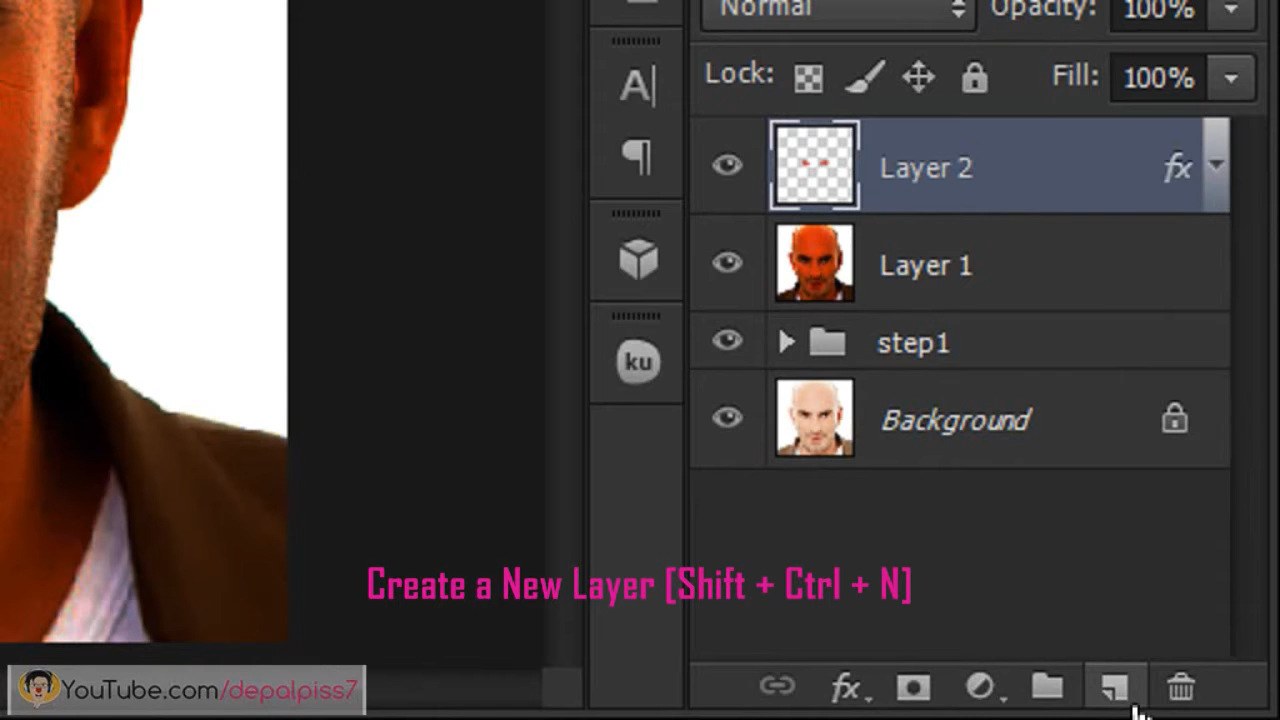 Normal
Opacity: 100%
Lock:
Fill: 100%
A
Layer 2
fx
Layer 1
step1
ku
Background
Create a New Layer [Shift + Ctrl + N]
fx
YouTube.com/depalpiss7